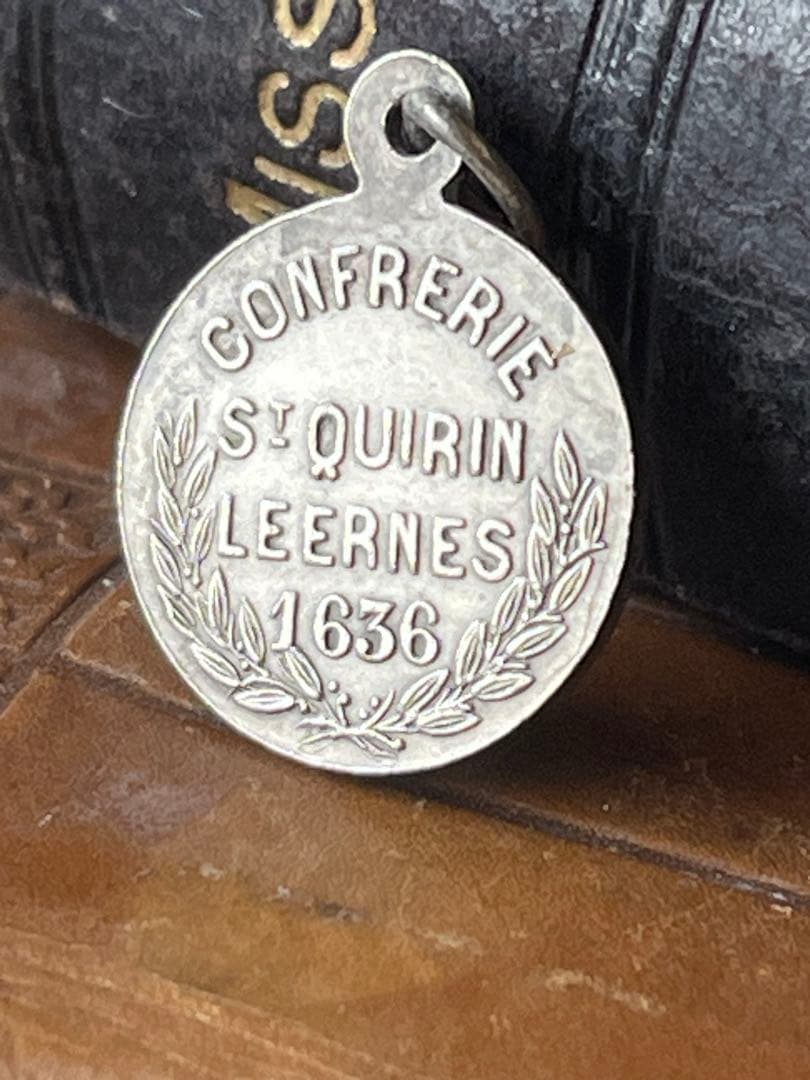 CONFRERIE
ST QUIRIN
LEERNES
1636